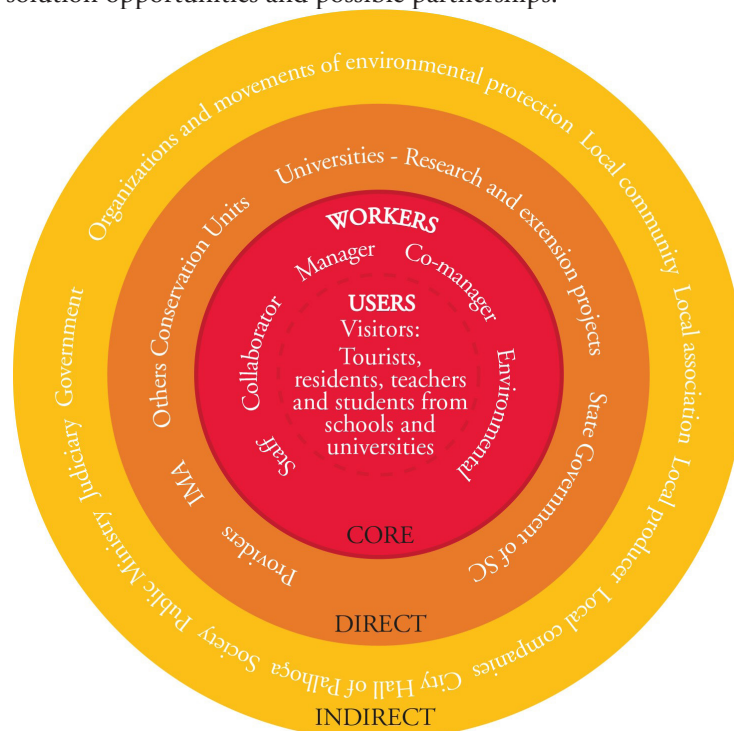 solution opportunities and possible partnerships.
Organizations and movements of environmental protection
Local community
Local association
Local producer
Local companies
City Hall of Palhoça
Society
Public Ministry
Judiciary
Government
Universities - Research and extension projects
State Government of SC
Providers
IMA
Others Conservation Units
WORKERS
Manager
Co-manager
Environmental
Collaborator
Staff
USERS
Visitors:
Tourists,
residents, teachers
and students from
schools and
universities
CORE
DIRECT
INDIRECT